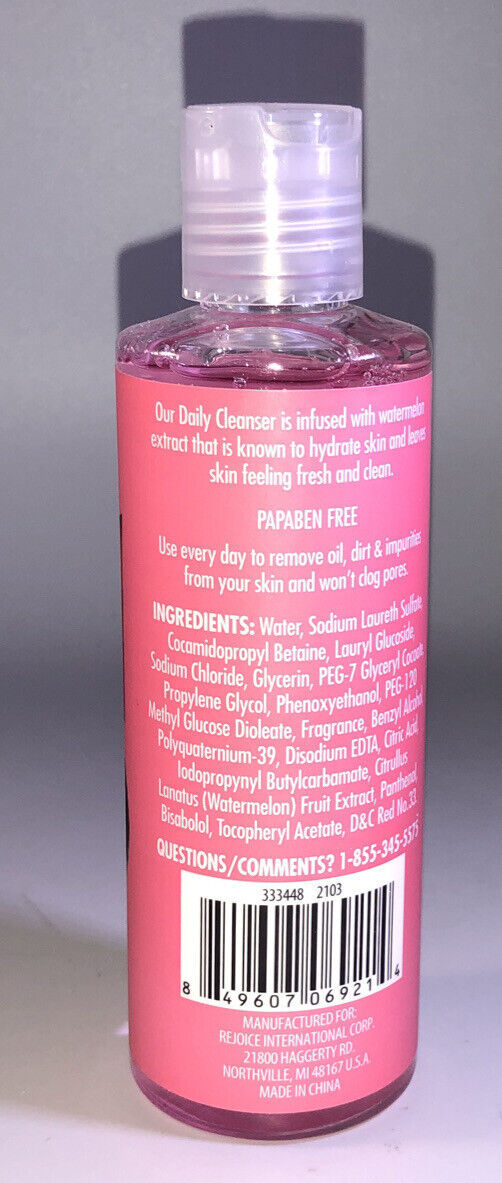 Our Daily Cleanser is infused with watermelon
extract that is known to hydrate skin and leaves
skin feeling fresh and clean.
PAPABEN FREE
Use every day to remove oil, dirt & impurities
from your skin and won't clog pores.
INGREDIENTS: Water, Sodium Laureth Sulfate,
Cocamidopropyl Betaine, Lauryl Glucoside,
Sodium Chloride, Glycerin, PEG-7 Glyceryl Cocoate,
Propylene Glycol, Phenoxyethanol, PEG-120
Methyl Glucose Dioleate, Fragrance, Benzyl Alcohol,
Polyquaternium-39, Disodium EDTA, Citric Acid,
Iodopropynyl Butylcarbamate, Citrullus
Lanatus (Watermelon) Fruit Extract, Panthenol,
Bisabolol, Tocopheryl Acetate, D&C Red No.33.
QUESTIONS/COMMENTS? 1-855-345-5575
333448 2103
8 49607 06921 4
MANUFACTURED FOR:
REJOICE INTERNATIONAL CORP.
21800 HAGGERTY RD.
NORTHVILLE, MI 48167 U.S.A.
MADE IN CHINA